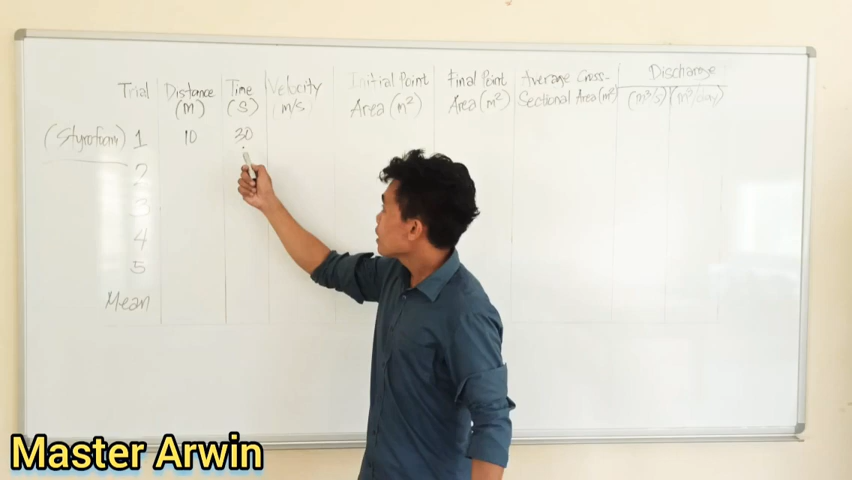 Trial Distance (M) Time (S) Velocity (m/s) Initial Point Area (m²) Final Point Area (m²) Average Cross-Sectional Area (m²) Discharge (m³/s) (m³/day)
(Styrofoam) 1 10 30
2
3
4
5
Mean
Master Arwin